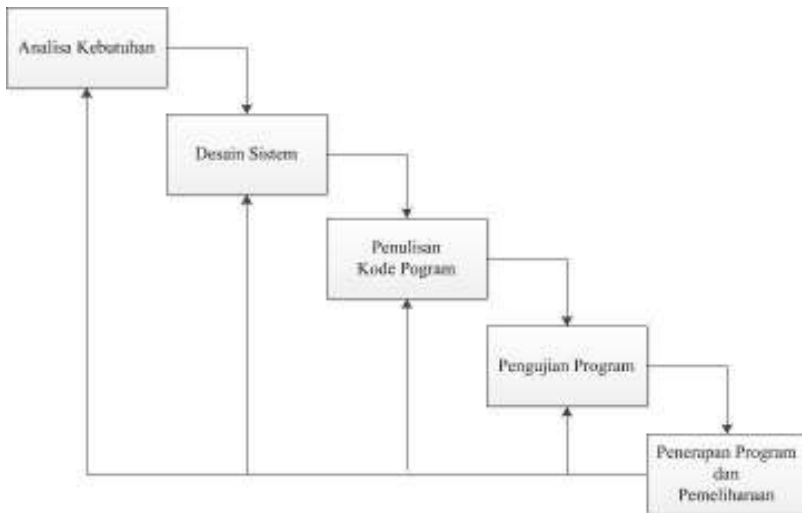 Analisa Kebutuhan
Desain Sistem
Penulisan
Kode Pogram
Pengujian Program
Penerapan Program
dan
Pemeliharaan